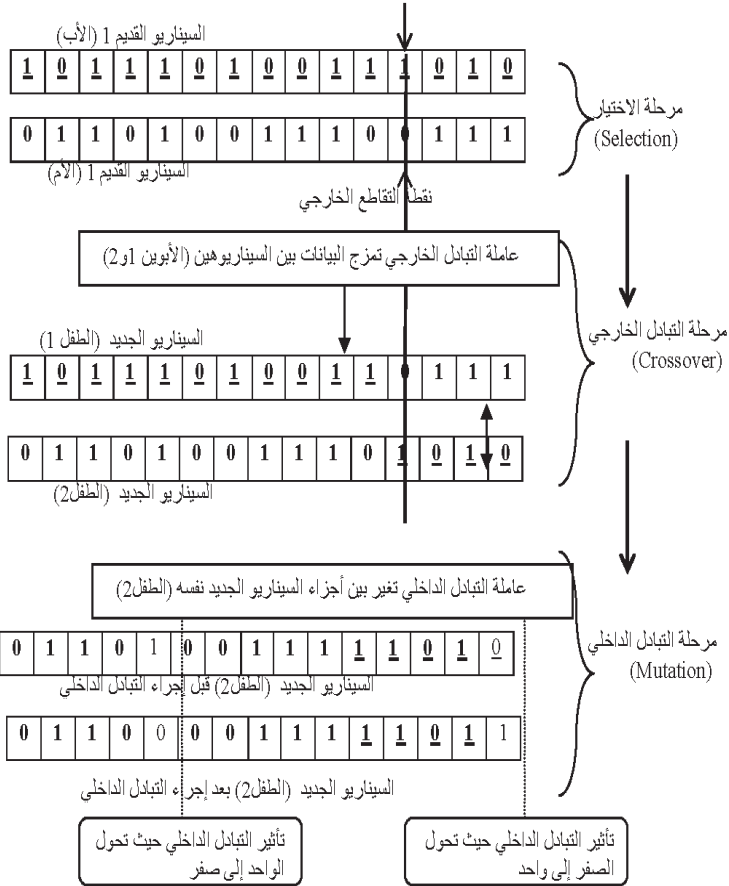 السيناريو القديم 1 (الأب)
1 0 1 1 1 0 1 0 0 1 1 1 0 1 0
0 1 1 0 1 0 0 1 1 1 0 0 1 1 1
السيناريو القديم 1 (الأم)
مرحلة الاختيار
(Selection)
نقطة التقاطع الخارجي
عاملة التبادل الخارجي تمزج البيانات بين السيناريوهين (الأبوين 1و2)
السيناريو الجديد (الطفل 1)
1 0 1 1 1 0 1 0 0 1 1 0 1 1 1
0 1 1 0 1 0 0 1 1 1 0 1 0 1 0
السيناريو الجديد (الطفل2)
مرحلة التبادل الخارجي
(Crossover)
عاملة التبادل الداخلي تغير بين أجزاء السيناريو الجديد نفسه (الطفل2)
0 1 1 0 1 0 0 1 1 1 1 1 0 1 0
السيناريو الجديد (الطفل2) قبل إجراء التبادل الداخلي
0 1 1 0 0 0 0 1 1 1 1 1 0 1 1
السيناريو الجديد (الطفل2) بعد إجراء التبادل الداخلي
مرحلة التبادل الداخلي
(Mutation)
تأثير التبادل الداخلي حيث تحول
الصفر إلى واحد
تأثير التبادل الداخلي حيث تحول
الواحد إلى صفر